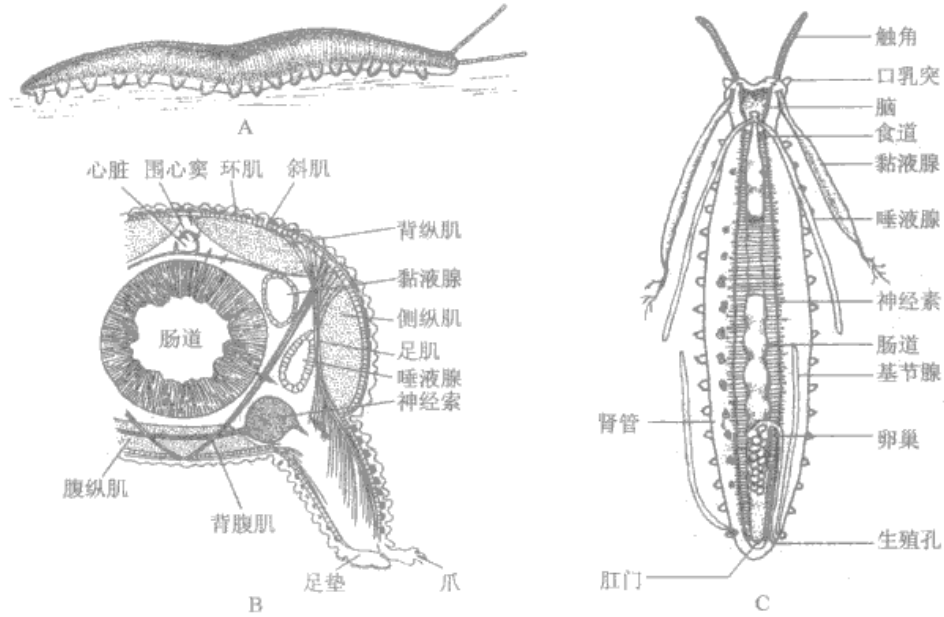 A
心脏 围心窦 环肌 斜肌
背纵肌
黏液腺
侧纵肌
肠道
足肌
唾液腺
神经索
腹纵肌
背腹肌
足垫
爪
B
触角
口乳突
脑
食道
黏液腺
唾液腺
神经索
肠道
基节腺
肾管
卵巢
生殖孔
肛门
C